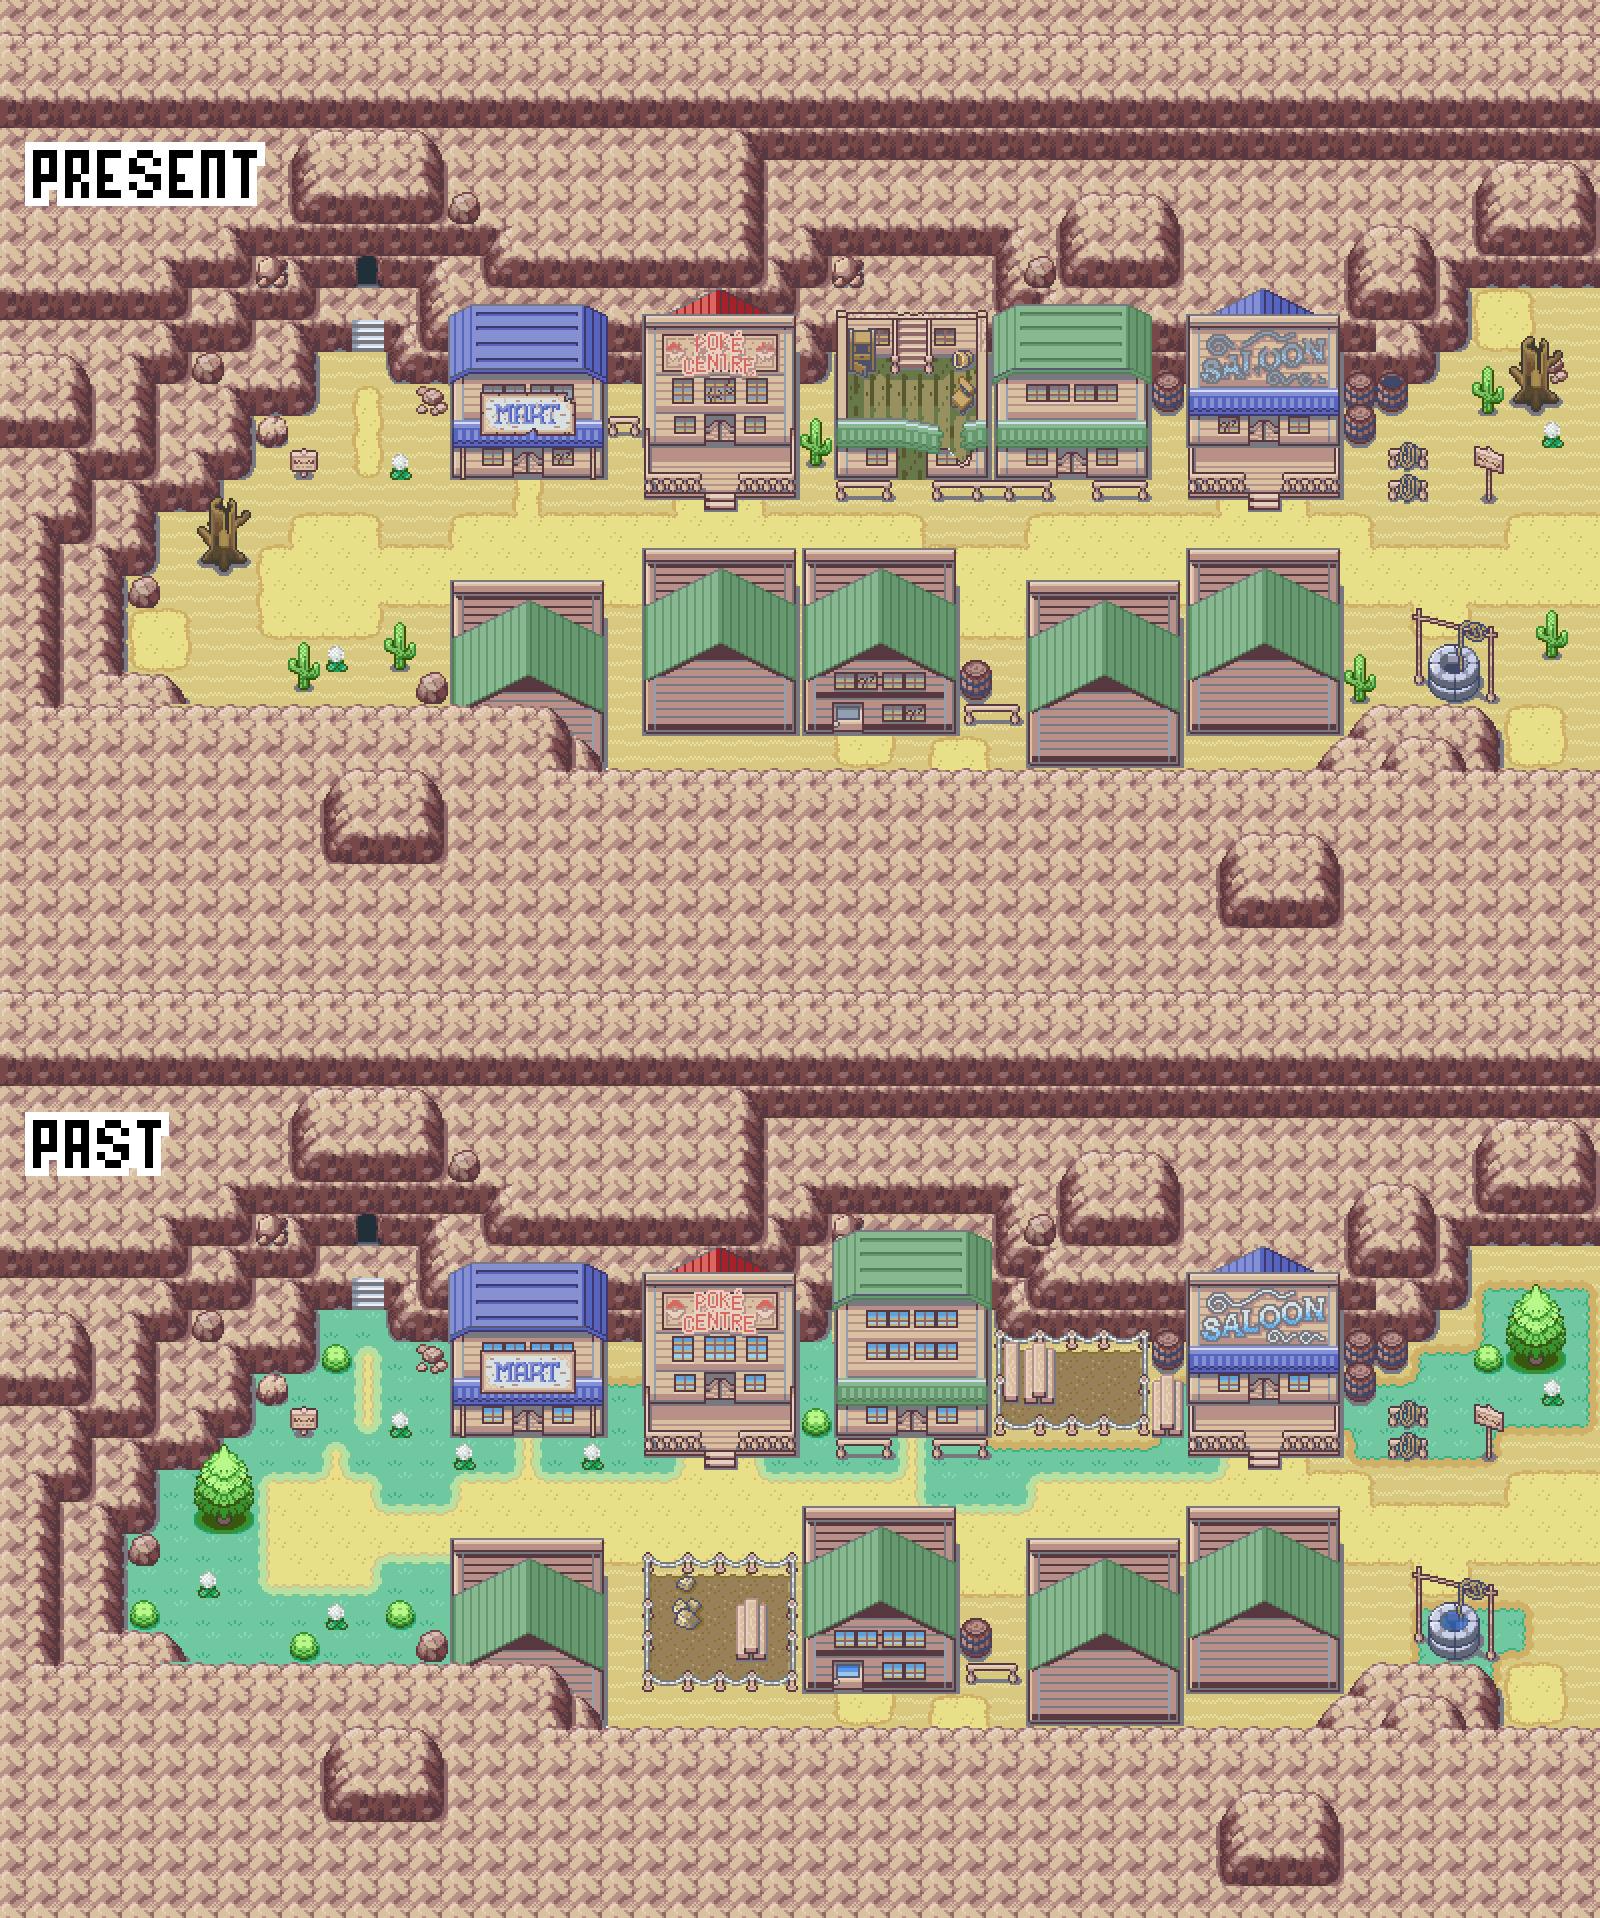 PRESENT
POKÉ
CENTRE
SALOON
MART
PAST
POKÉ
CENTRE
SALOON
MART